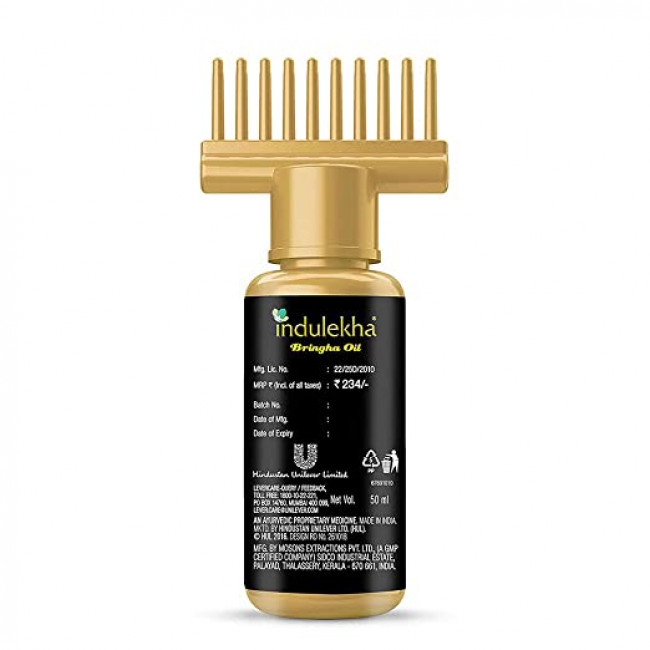 indulekha®
Bringha Oil
Mfg. Lic. No. : 22/25D/2010
MRP ₹ (Incl. of all taxes) : ₹ 234/-
Batch No. :
Date of Mfg. :
Date of Expiry :
U
Hindustan Unilever Limited
PP
67691010
LEVERCARE-QUERY / FEEDBACK,
TOLL FREE: 1800-10-22-221,
PO BOX 14760, MUMBAI 400 099, Net Vol. 50 ml
LEVERCARE@UNILEVER.COM
AN AYURVEDIC PROPRIETARY MEDICINE. MADE IN INDIA.
MKTD. BY HINDUSTAN UNILEVER LTD. (HUL).
© HUL 2016. DESIGN RD NO. 261018
MFG. BY MOSONS EXTRACTIONS PVT. LTD., (A GMP
CERTIFIED COMPANY) SIDCO INDUSTRIAL ESTATE,
PALAYAD, THALASSERY, KERALA - 670 661, INDIA.